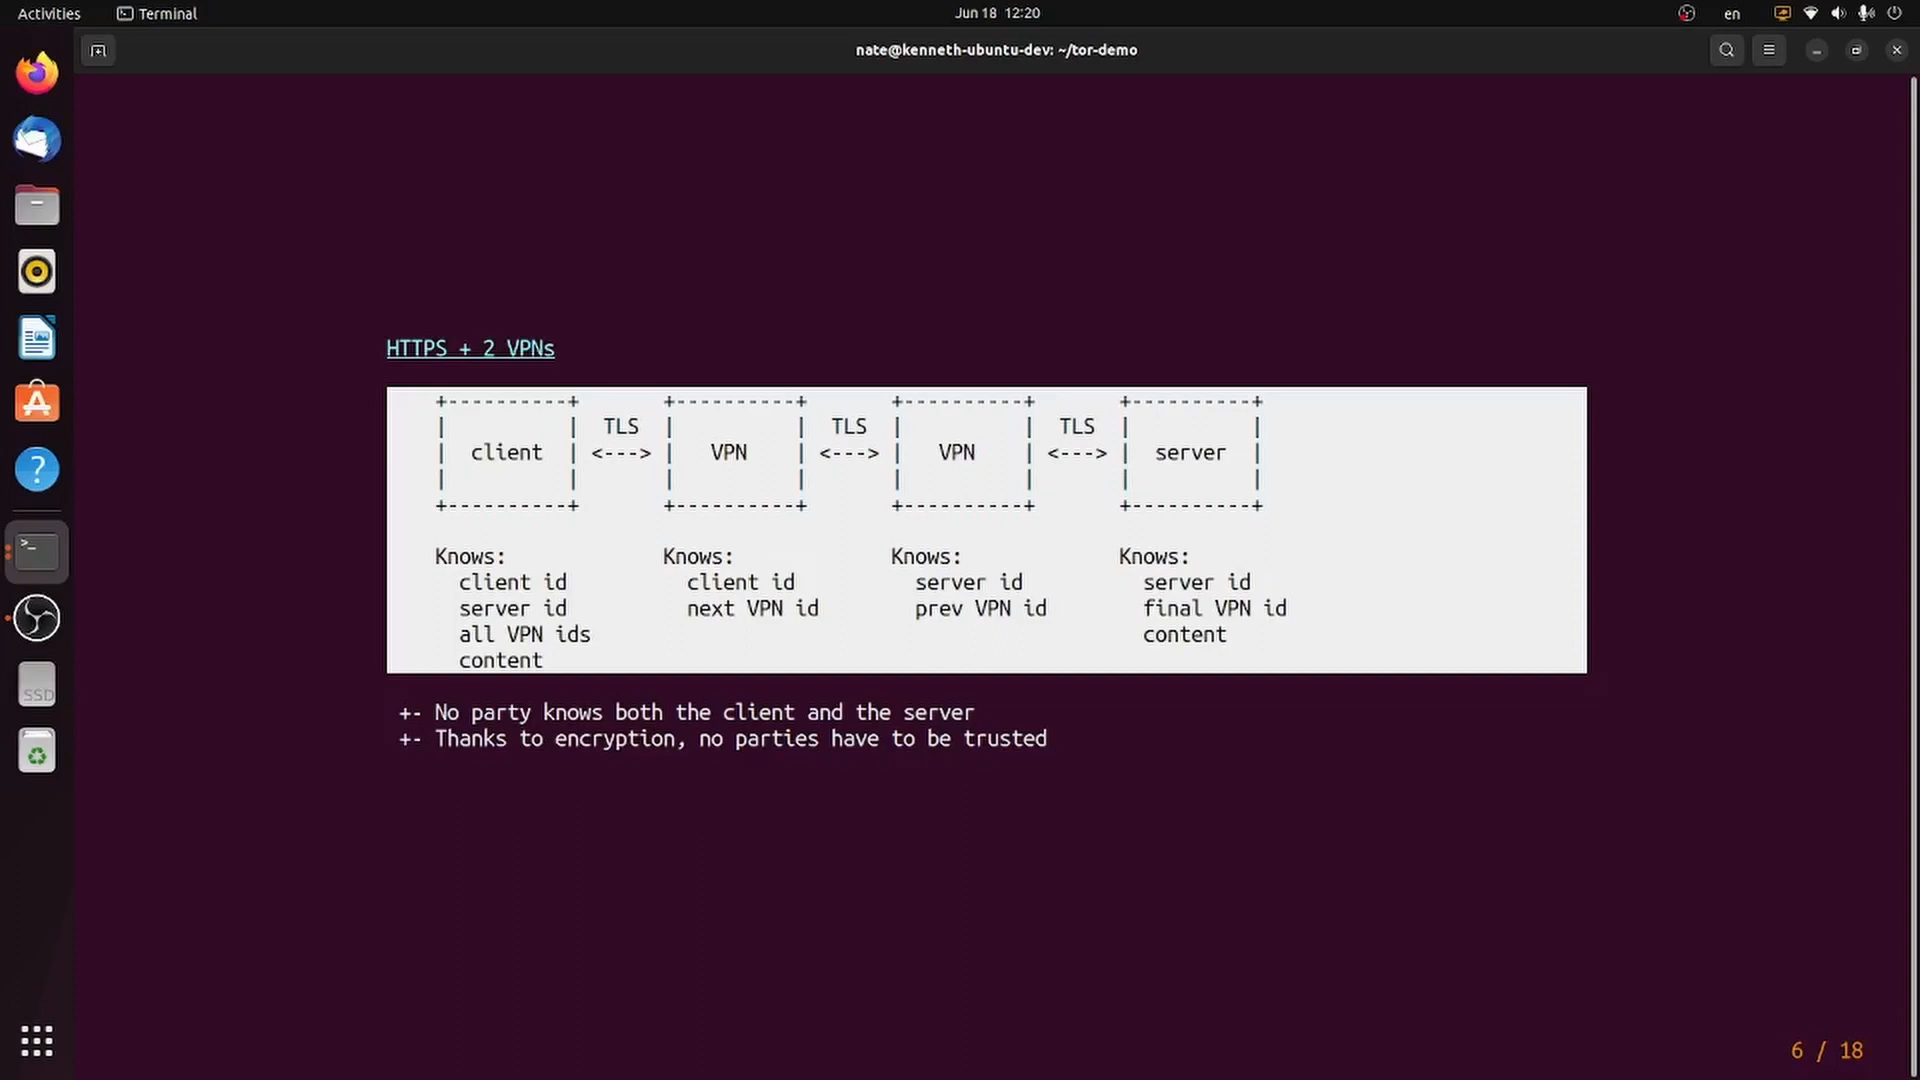 Activities
Terminal
Jun 18 12:20
en
nate@kenneth-ubuntu-dev: ~/tor-demo
HTTPS + 2 VPNs
+----------+ +----------+ +----------+ +----------+
| | TLS | | TLS | | TLS | |
| client | <---> | VPN | <---> | VPN | <---> | server |
| | | | | | | |
+----------+ +----------+ +----------+ +----------+
Knows: Knows: Knows: Knows:
client id client id server id server id
server id next VPN id prev VPN id final VPN id
all VPN ids content
content
+- No party knows both the client and the server
+- Thanks to encryption, no parties have to be trusted
SSD
6 / 18